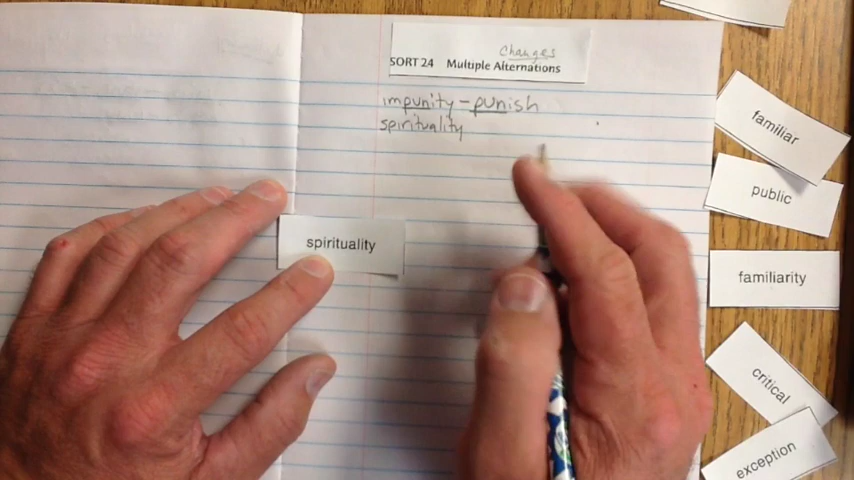 Changes
SORT 24 Multiple Alternations
impunity - punish
spirituality
spirituality
familiar
public
familiarity
critical
exception